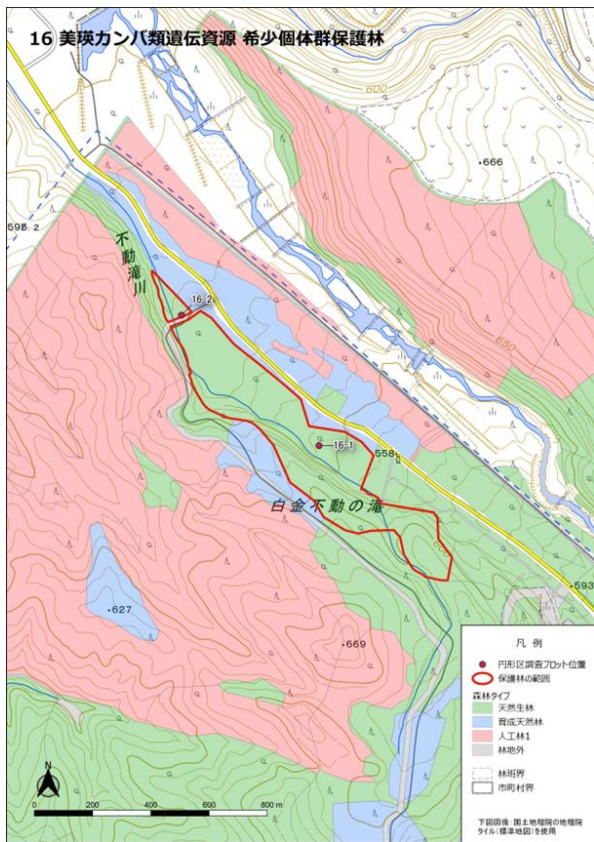 16 美瑛カンバ類遺伝資源 希少個体群保護林
600
666
不動滝川
16-2
650
16-1
558
白金不動の滝
593
627
669
凡 例
円形区調査プロット位置
保護林の範囲
森林タイプ
天然生林
育成天然林
人工林1
林地外
林班界
市町村界
下図画像:国土地理院の地理院
タイル(標準地図)を使用
N
0 200 400 600 800 m